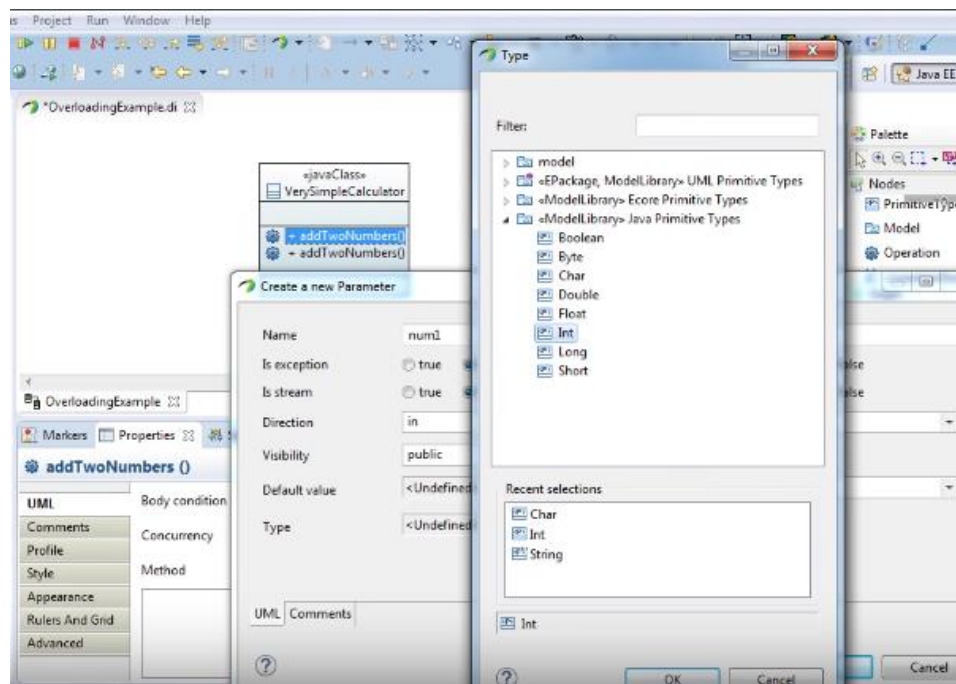 Project Run Window Help
*OverloadingExample.di
Java EE
«javaClass»
VerySimpleCalculator
+ addTwoNumbers()
+ addTwoNumbers()
Type
Filter:
model
«EPackage, ModelLibrary» UML Primitive Types
«ModelLibrary» Ecore Primitive Types
«ModelLibrary» Java Primitive Types
Boolean
Byte
Char
Double
Float
Int
Long
Short
Recent selections
Char
Int
String
Int
OK Cancel
Palette
Nodes
PrimitiveType
Model
Operation
Create a new Parameter
Name num1
Is exception true
Is stream true
Direction in
Visibility public
Default value <Undefined
Type <Undefined
UML Comments
Cancel
OverloadingExample
Markers Properties
addTwoNumbers ()
UML
Comments
Profile
Style
Appearance
Rulers And Grid
Advanced
Body condition
Concurrency
Method